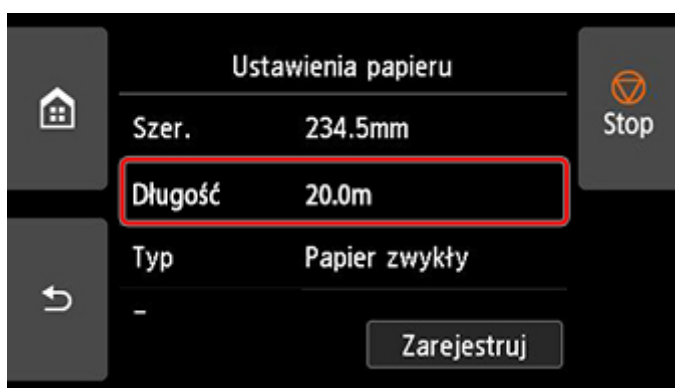 Ustawienia papieru
Stop
Szer. 234.5mm
Długość 20.0m
Typ Papier zwykły
–
Zarejestruj